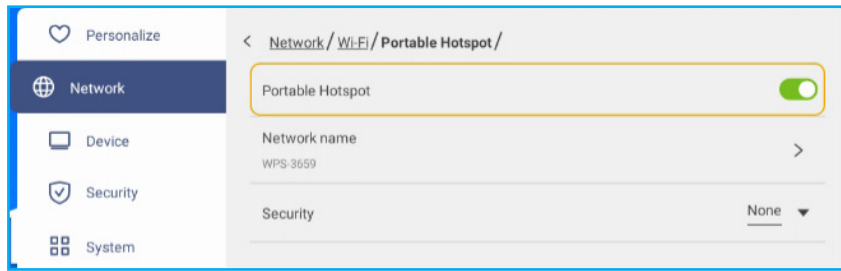 Personalize
Network
Device
Security
System
< Network / Wi-Fi / Portable Hotspot /
Portable Hotspot
Network name
WPS-3659
Security None